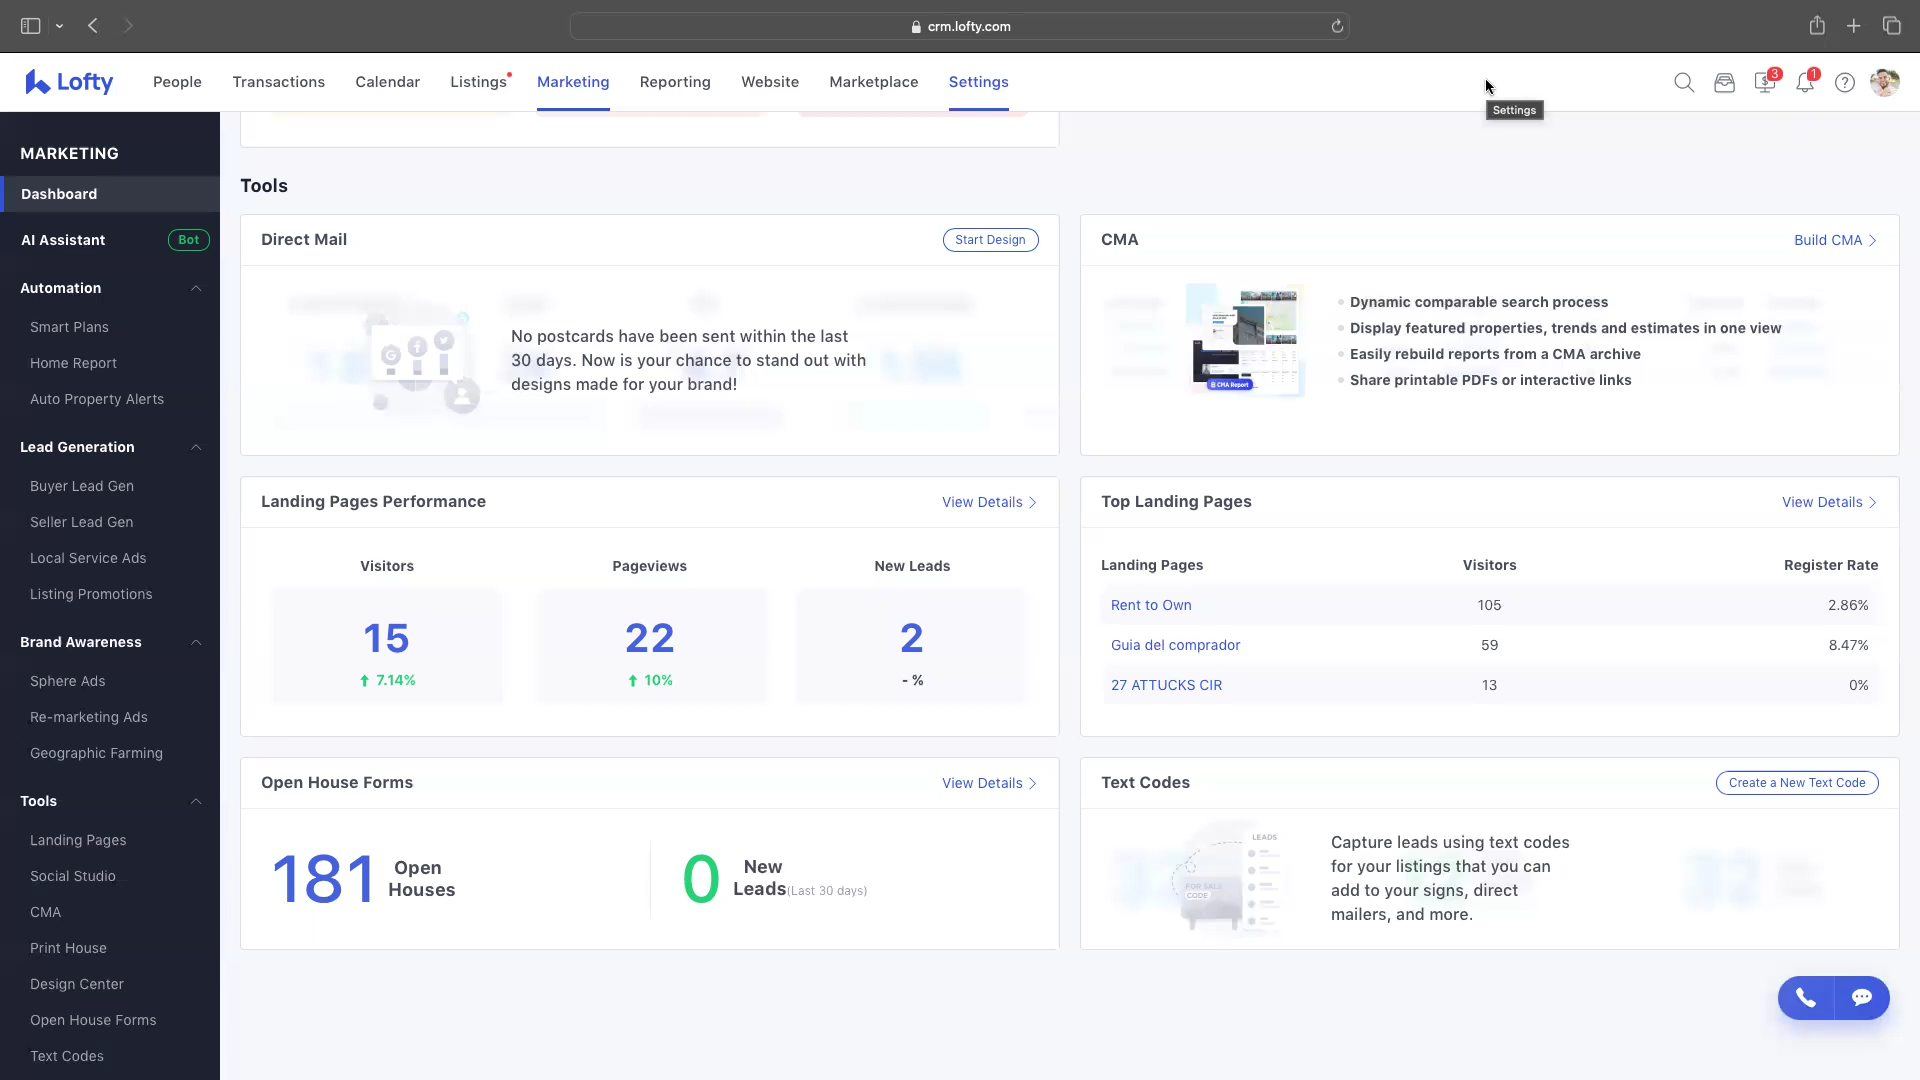 crm.lofty.com
Lofty
People
Transactions
Calendar
Listings
Marketing
Reporting
Website
Marketplace
Settings
3
1
Settings
MARKETING
Dashboard
AI Assistant
Bot
Automation
Smart Plans
Home Report
Auto Property Alerts
Lead Generation
Buyer Lead Gen
Seller Lead Gen
Local Service Ads
Listing Promotions
Brand Awareness
Sphere Ads
Re-marketing Ads
Geographic Farming
Tools
Landing Pages
Social Studio
CMA
Print House
Design Center
Open House Forms
Text Codes
Tools
Direct Mail
Start Design
No postcards have been sent within the last
30 days. Now is your chance to stand out with
designs made for your brand!
CMA
Build CMA
CMA Report
Dynamic comparable search process
Display featured properties, trends and estimates in one view
Easily rebuild reports from a CMA archive
Share printable PDFs or interactive links
Landing Pages Performance
View Details
Visitors
Pageviews
New Leads
15
22
2
7.14%
10%
- %
Top Landing Pages
View Details
Landing Pages
Visitors
Register Rate
Rent to Own
105
2.86%
Guia del comprador
59
8.47%
27 ATTUCKS CIR
13
0%
Open House Forms
View Details
181
Open
Houses
0
New
Leads(Last 30 days)
Text Codes
Create a New Text Code
LEADS
FOR SALE
CODE
Capture leads using text codes
for your listings that you can
add to your signs, direct
mailers, and more.